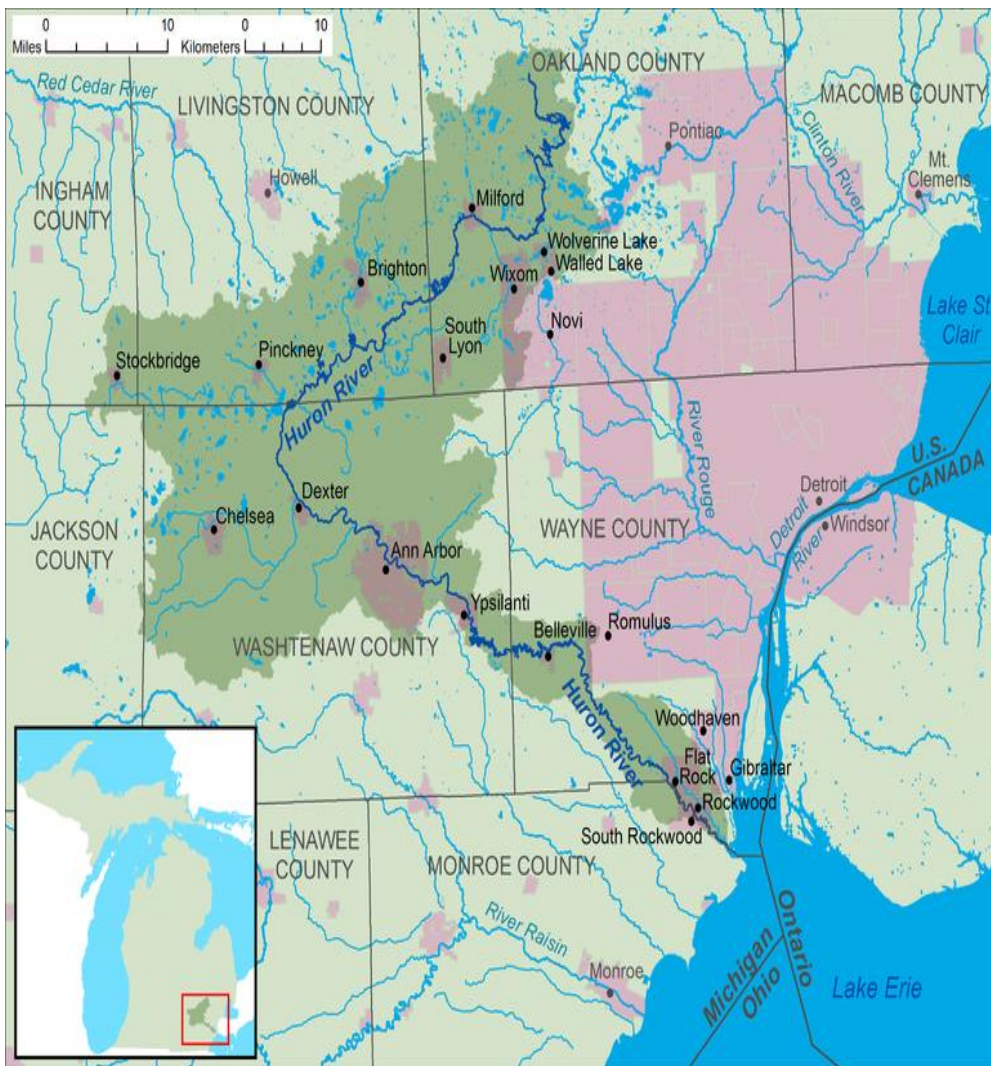 0 10 0 10
Miles Kilometers
OAKLAND COUNTY
Red Cedar River
LIVINGSTON COUNTY
MACOMB COUNTY
Clinton River
Pontiac
Mt.
Clemens
INGHAM
COUNTY
Howell
Milford
Wolverine Lake
Walled Lake
Brighton
Wixom
Lake St.
Clair
Novi
South
Lyon
Stockbridge
Pinckney
Huron River
River Rouge
U.S.
CANADA
Dexter
Detroit
Windsor
Detroit
River
Chelsea
JACKSON
COUNTY
WAYNE COUNTY
Ann Arbor
Ypsilanti
Belleville
Romulus
WASHTENAW COUNTY
Huron River
Woodhaven
Flat
Rock
Gibraltar
Rockwood
South Rockwood
LENAWEE
COUNTY
MONROE COUNTY
River Raisin
Monroe
Michigan
Ohio
Ontario
Lake Erie